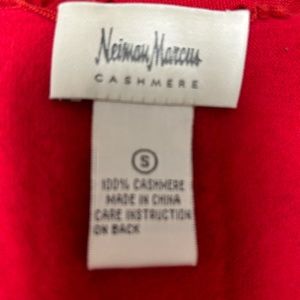 Neiman Marcus
CASHMERE
S
100% CASHMERE
MADE IN CHINA
CARE INSTRUCTION
ON BACK